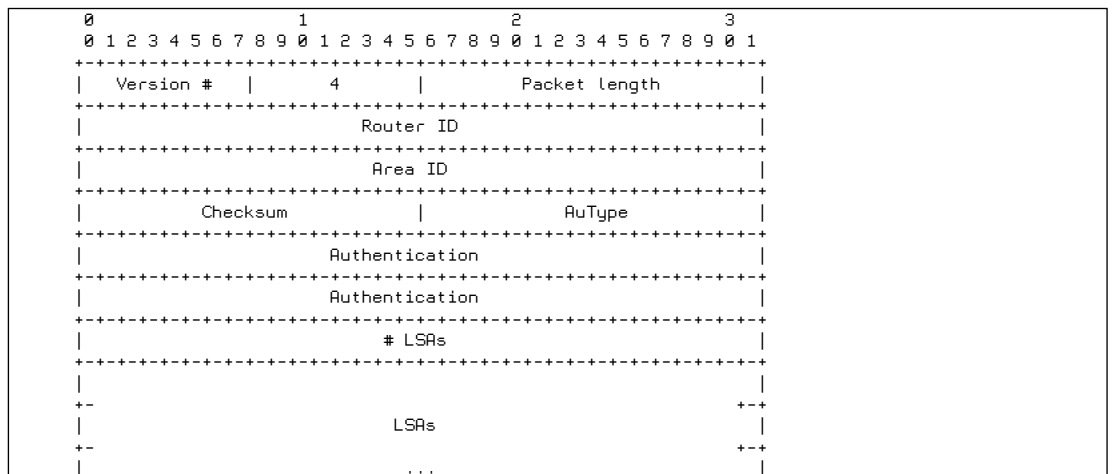 0                   1                   2                   3
0 1 2 3 4 5 6 7 8 9 0 1 2 3 4 5 6 7 8 9 0 1 2 3 4 5 6 7 8 9 0 1
+-+-+-+-+-+-+-+-+-+-+-+-+-+-+-+-+-+-+-+-+-+-+-+-+-+-+-+-+-+-+-+-+
|   Version #   |       4       |         Packet length         |
+-+-+-+-+-+-+-+-+-+-+-+-+-+-+-+-+-+-+-+-+-+-+-+-+-+-+-+-+-+-+-+-+
|                          Router ID                            |
+-+-+-+-+-+-+-+-+-+-+-+-+-+-+-+-+-+-+-+-+-+-+-+-+-+-+-+-+-+-+-+-+
|                           Area ID                             |
+-+-+-+-+-+-+-+-+-+-+-+-+-+-+-+-+-+-+-+-+-+-+-+-+-+-+-+-+-+-+-+-+
|           Checksum            |             AuType            |
+-+-+-+-+-+-+-+-+-+-+-+-+-+-+-+-+-+-+-+-+-+-+-+-+-+-+-+-+-+-+-+-+
|                       Authentication                          |
+-+-+-+-+-+-+-+-+-+-+-+-+-+-+-+-+-+-+-+-+-+-+-+-+-+-+-+-+-+-+-+-+
|                       Authentication                          |
+-+-+-+-+-+-+-+-+-+-+-+-+-+-+-+-+-+-+-+-+-+-+-+-+-+-+-+-+-+-+-+-+
|                            # LSAs                             |
+-+-+-+-+-+-+-+-+-+-+-+-+-+-+-+-+-+-+-+-+-+-+-+-+-+-+-+-+-+-+-+-+
|                                                               |
+-                                                            +-+
|                             LSAs                              |
+-                                                            +-+
|                              ...                              |